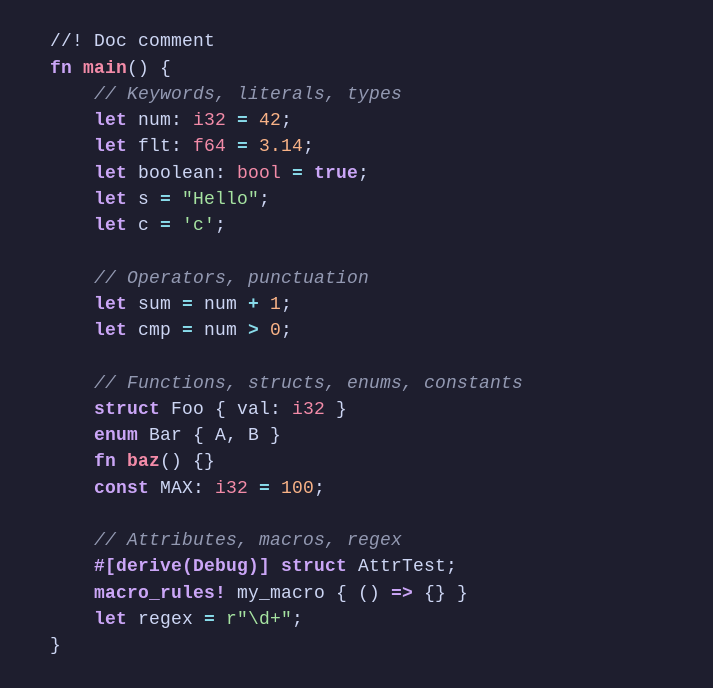 //! Doc comment
fn main() {
    // Keywords, literals, types
    let num: i32 = 42;
    let flt: f64 = 3.14;
    let boolean: bool = true;
    let s = "Hello";
    let c = 'c';

    // Operators, punctuation
    let sum = num + 1;
    let cmp = num > 0;

    // Functions, structs, enums, constants
    struct Foo { val: i32 }
    enum Bar { A, B }
    fn baz() {}
    const MAX: i32 = 100;

    // Attributes, macros, regex
    #[derive(Debug)] struct AttrTest;
    macro_rules! my_macro { () => {} }
    let regex = r"\d+";
}